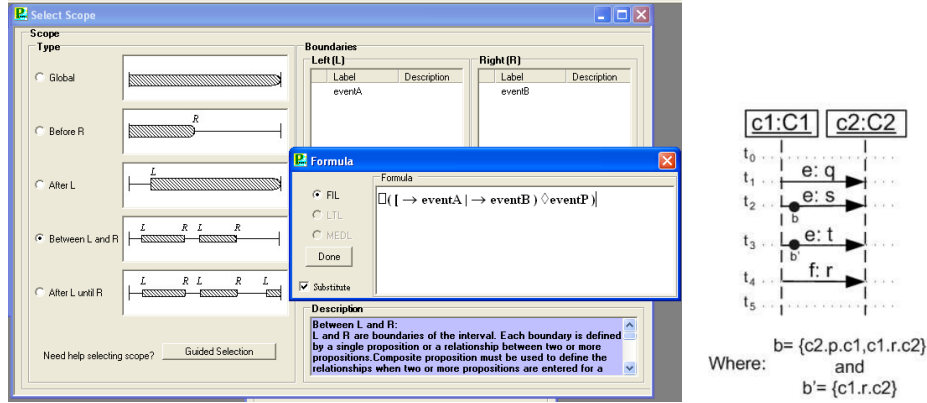 Select Scope
Scope
Type
Global
Before R
R
After L
L
Between L and R
L R L R
After L until R
L R L R L
Need help selecting scope?
Guided Selection
Boundaries
Left (L)
Label Description
eventA
Right (R)
Label Description
eventB
Formula
FIL
LTL
MEDL
Done
Substitute
Formula
□( [ → eventA | → eventB ) ◇eventP )
Description
Between L and R:
L and R are boundaries of the interval. Each boundary is defined
by a single proposition or a relationship between two or more
propositions.Composite proposition must be used to define the
relationships when two or more propositions are entered for a
c1:C1 c2:C2
t0
t1 e: q
t2 e: s
b
t3 e: t
b'
t4 f: r
t5
b= {c2.p.c1,c1.r.c2}
Where: and
b'= {c1.r.c2}